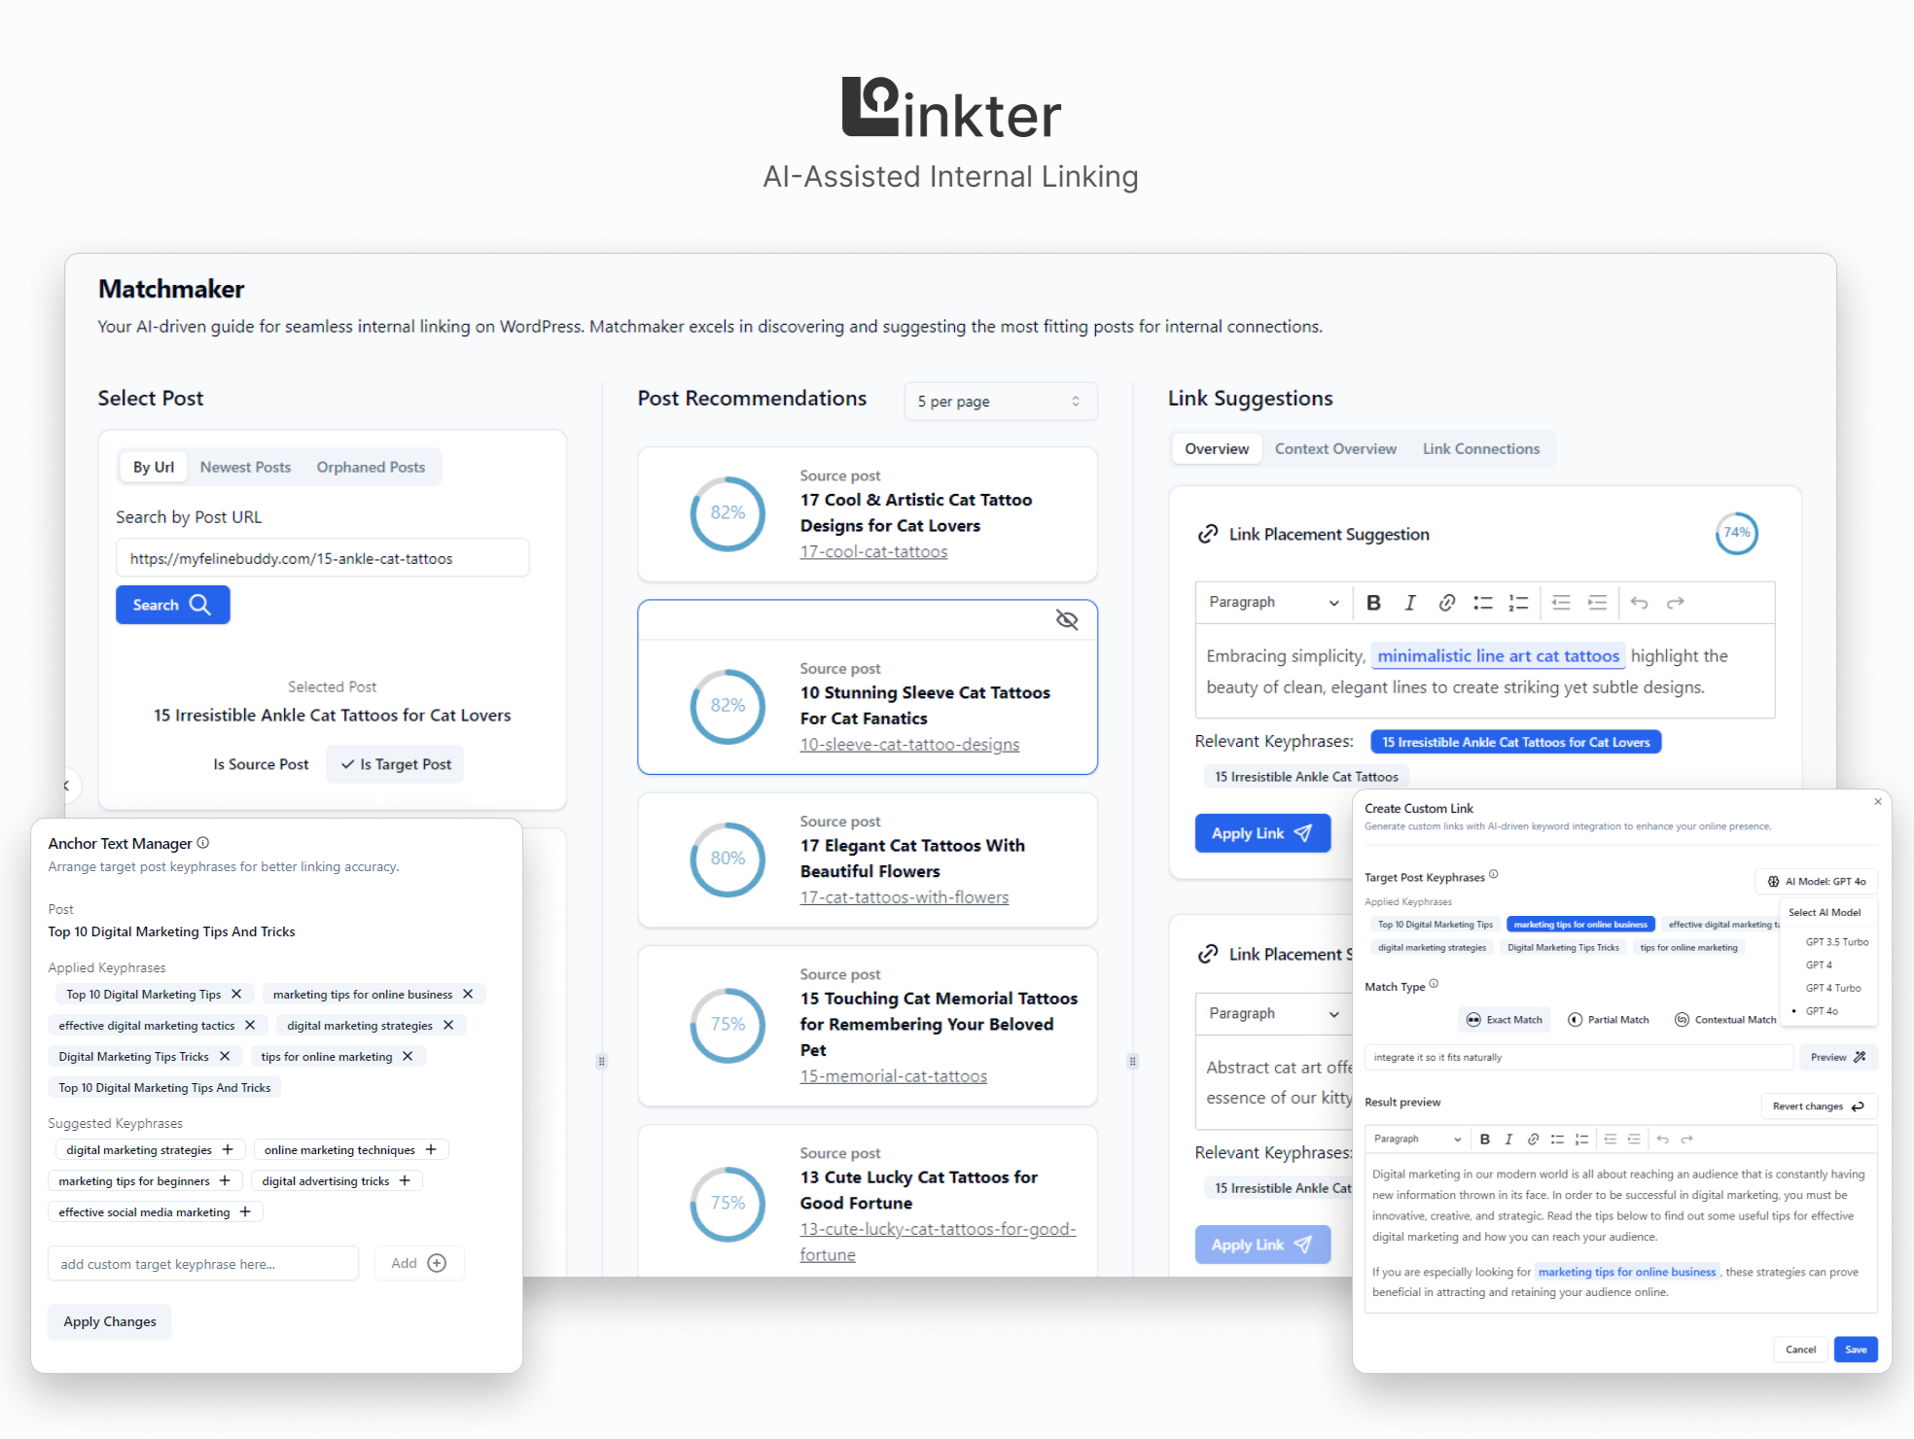 Linkter
AI-Assisted Internal Linking
Matchmaker
Your AI-driven guide for seamless internal linking on WordPress. Matchmaker excels in discovering and suggesting the most fitting posts for internal connections.
Select Post
By Url Newest Posts Orphaned Posts
Search by Post URL
https://myfelinebuddy.com/15-ankle-cat-tattoos
Search
Selected Post
15 Irresistible Ankle Cat Tattoos for Cat Lovers
Is Source Post Is Target Post
Post Recommendations
5 per page
82%
Source post
17 Cool & Artistic Cat Tattoo
Designs for Cat Lovers
17-cool-cat-tattoos
82%
Source post
10 Stunning Sleeve Cat Tattoos
For Cat Fanatics
10-sleeve-cat-tattoo-designs
80%
Source post
17 Elegant Cat Tattoos With
Beautiful Flowers
17-cat-tattoos-with-flowers
75%
Source post
15 Touching Cat Memorial Tattoos
for Remembering Your Beloved
Pet
15-memorial-cat-tattoos
75%
Source post
13 Cute Lucky Cat Tattoos for
Good Fortune
13-cute-lucky-cat-tattoos-for-good-
fortune
Link Suggestions
Overview Context Overview Link Connections
Link Placement Suggestion
74%
Paragraph B I
Embracing simplicity, minimalistic line art cat tattoos highlight the
beauty of clean, elegant lines to create striking yet subtle designs.
Relevant Keyphrases: 15 Irresistible Ankle Cat Tattoos for Cat Lovers
15 Irresistible Ankle Cat Tattoos
Apply Link
Link Placement S
Paragraph
Abstract cat art offe
essence of our kitty
Relevant Keyphrases:
15 Irresistible Ankle Cat
Apply Link
Anchor Text Manager
Arrange target post keyphrases for better linking accuracy.
Post
Top 10 Digital Marketing Tips And Tricks
Applied Keyphrases
Top 10 Digital Marketing Tips marketing tips for online business
effective digital marketing tactics digital marketing strategies
Digital Marketing Tips Tricks tips for online marketing
Top 10 Digital Marketing Tips And Tricks
Suggested Keyphrases
digital marketing strategies online marketing techniques
marketing tips for beginners digital advertising tricks
effective social media marketing
add custom target keyphrase here...
Add
Apply Changes
Create Custom Link
Generate custom links with AI-driven keyword integration to enhance your online presence.
Target Post Keyphrases
AI Model: GPT 4o
Applied Keyphrases
Top 10 Digital Marketing Tips marketing tips for online business effective digital marketing ta
digital marketing strategies Digital Marketing Tips Tricks tips for online marketing
Select AI Model
GPT 3.5 Turbo
GPT 4
GPT 4 Turbo
GPT 4o
Match Type
Exact Match Partial Match Contextual Match
integrate it so it fits naturally
Preview
Result preview
Revert changes
Paragraph B I
Digital marketing in our modern world is all about reaching an audience that is constantly having
new information thrown in its face. In order to be successful in digital marketing, you must be
innovative, creative, and strategic. Read the tips below to find out some useful tips for effective
digital marketing and how you can reach your audience.
If you are especially looking for marketing tips for online business , these strategies can prove
beneficial in attracting and retaining your audience online.
Cancel Save